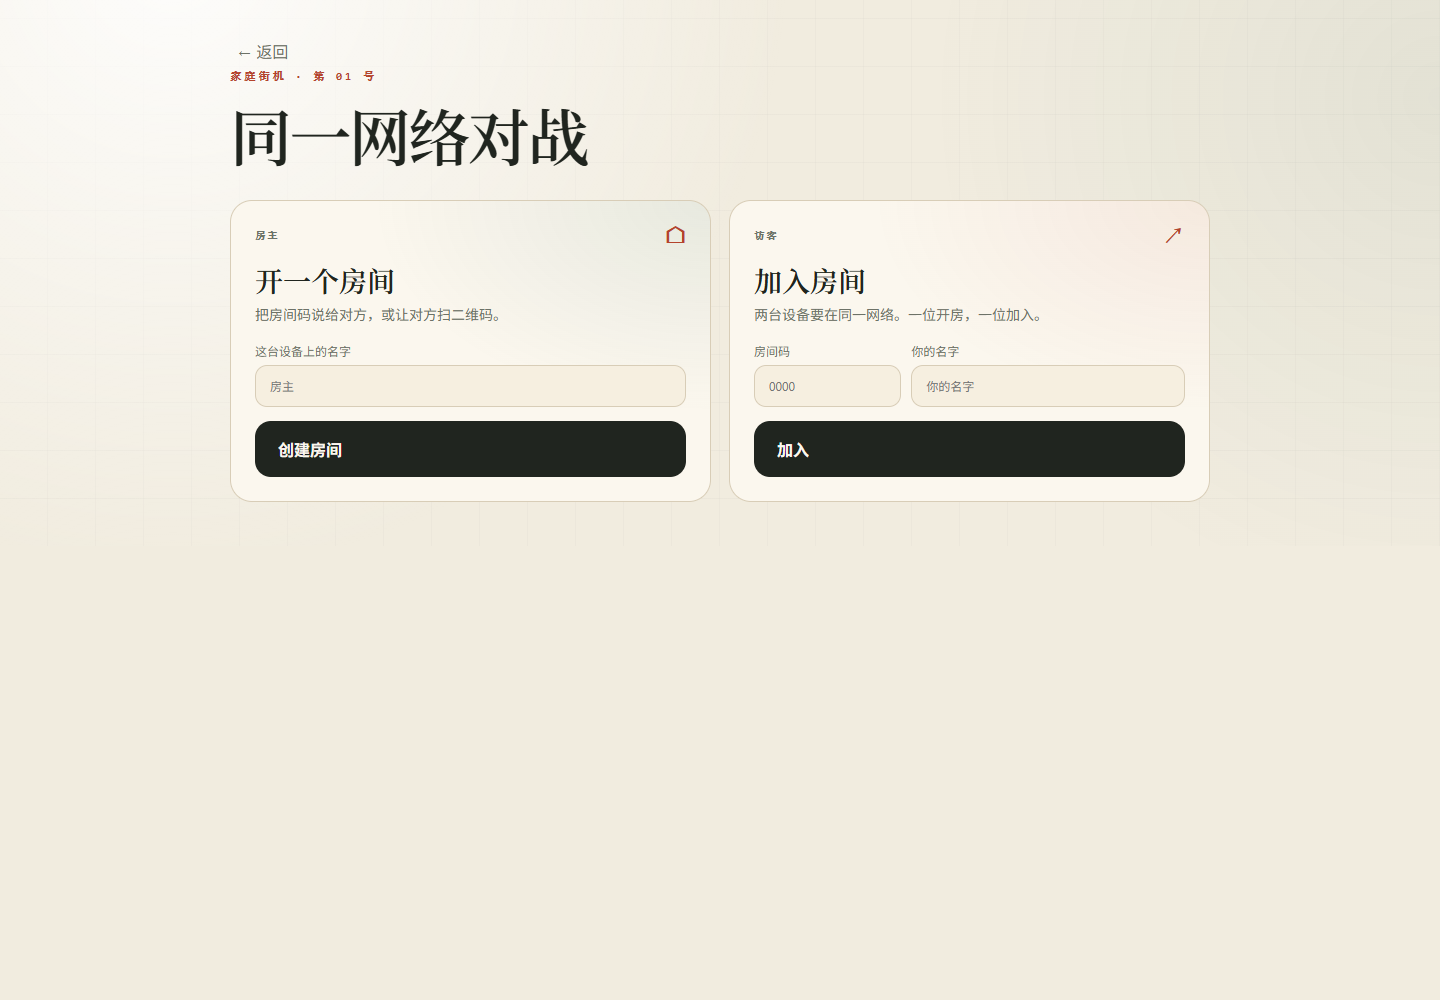 ← 返回
家庭街机 · 第 01 号
同一网络对战
房主
开一个房间
把房间码说给对方，或让对方扫二维码。
这台设备上的名字
房主
创建房间
访客
加入房间
两台设备要在同一网络。一位开房，一位加入。
房间码 你的名字
0000 你的名字
加入